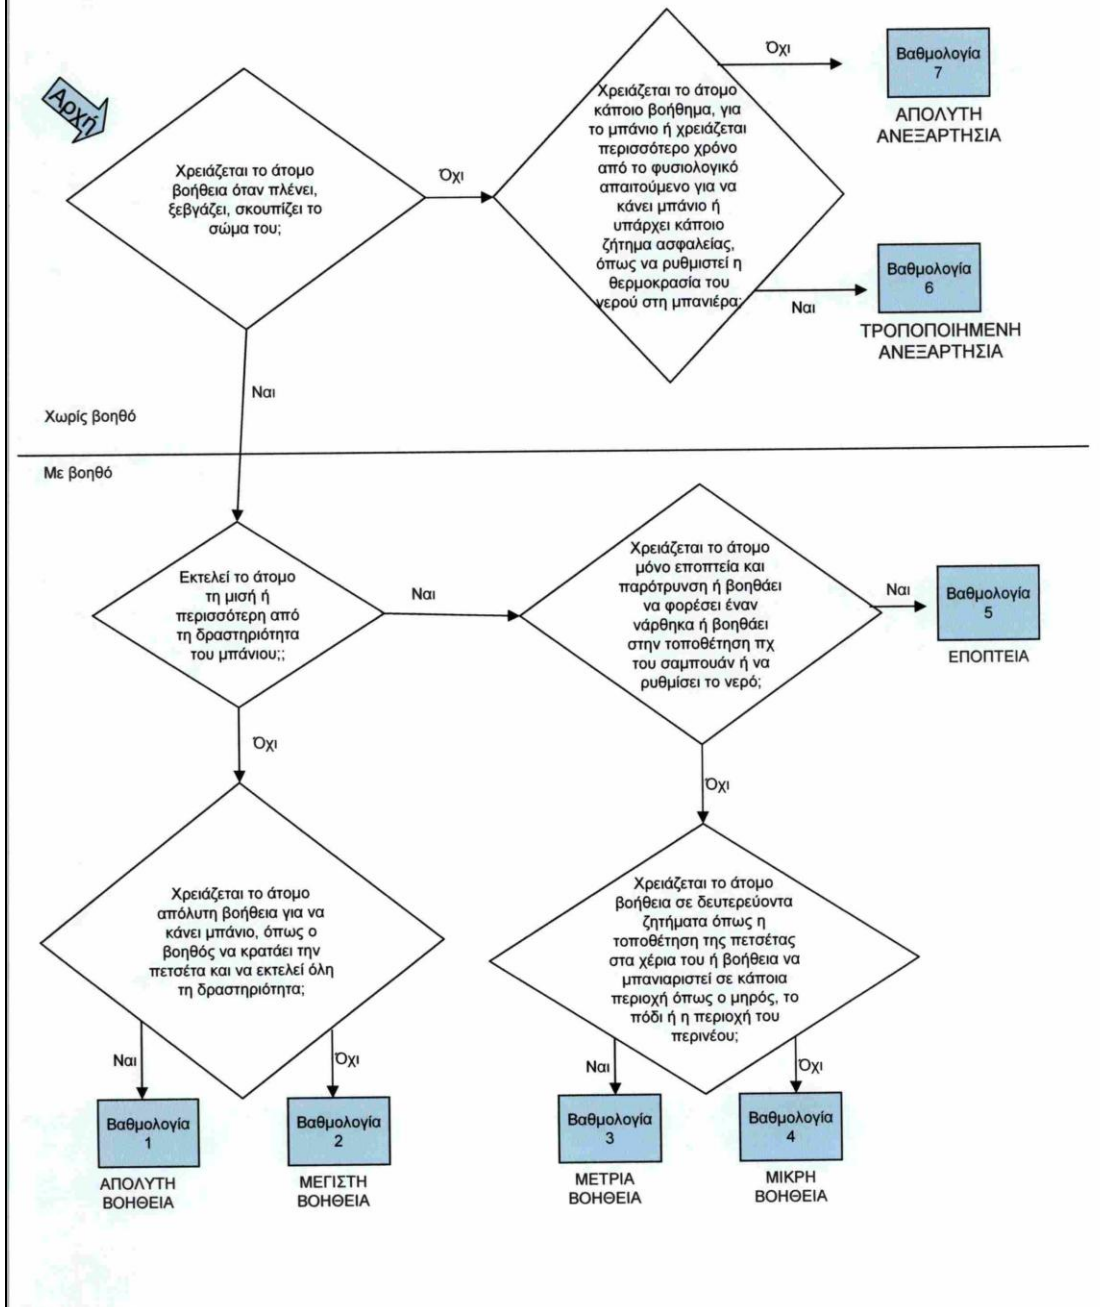 Αρχή
Χρειάζεται το άτομο
βοήθεια όταν πλένει,
ξεβγάζει, σκουπίζει το
σώμα του;
Όχι
Χρειάζεται το άτομο
κάποιο βοήθημα, για
το μπάνιο ή χρειάζεται
περισσότερο χρόνο
από το φυσιολογικό
απαιτούμενο για να
κάνει μπάνιο ή
υπάρχει κάποιο
ζήτημα ασφαλείας,
όπως να ρυθμιστεί η
θερμοκρασία του
νερού στη μπανιέρα;
Όχι
Βαθμολογία
7
ΑΠΟΛΥΤΗ
ΑΝΕΞΑΡΤΗΣΙΑ
Ναι
Βαθμολογία
6
ΤΡΟΠΟΠΟΙΗΜΕΝΗ
ΑΝΕΞΑΡΤΗΣΙΑ
Ναι
Χωρίς βοηθό
Με βοηθό
Εκτελεί το άτομο
τη μισή ή
περισσότερη από
τη δραστηριότητα
του μπάνιου;;
Ναι
Χρειάζεται το άτομο
μόνο εποπτεία και
παρότρυνση ή βοηθάει
να φορέσει έναν
νάρθηκα ή βοηθάει
στην τοποθέτηση πχ
του σαμπουάν ή να
ρυθμίσει το νερό;
Ναι
Βαθμολογία
5
ΕΠΟΠΤΕΙΑ
Όχι
Όχι
Χρειάζεται το άτομο
απόλυτη βοήθεια για να
κάνει μπάνιο, όπως ο
βοηθός να κρατάει την
πετσέτα και να εκτελεί όλη
τη δραστηριότητα;
Χρειάζεται το άτομο
βοήθεια σε δευτερεύοντα
ζητήματα όπως η
τοποθέτηση της πετσέτας
στα χέρια του ή βοήθεια να
μπανιαριστεί σε κάποια
περιοχή όπως ο μηρός, το
πόδι ή η περιοχή του
περινέου;
Ναι
Όχι
Ναι
Όχι
Βαθμολογία
1
ΑΠΟΛΥΤΗ
ΒΟΗΘΕΙΑ
Βαθμολογία
2
ΜΕΓΙΣΤΗ
ΒΟΗΘΕΙΑ
Βαθμολογία
3
ΜΕΤΡΙΑ
ΒΟΗΘΕΙΑ
Βαθμολογία
4
ΜΙΚΡΗ
ΒΟΗΘΕΙΑ